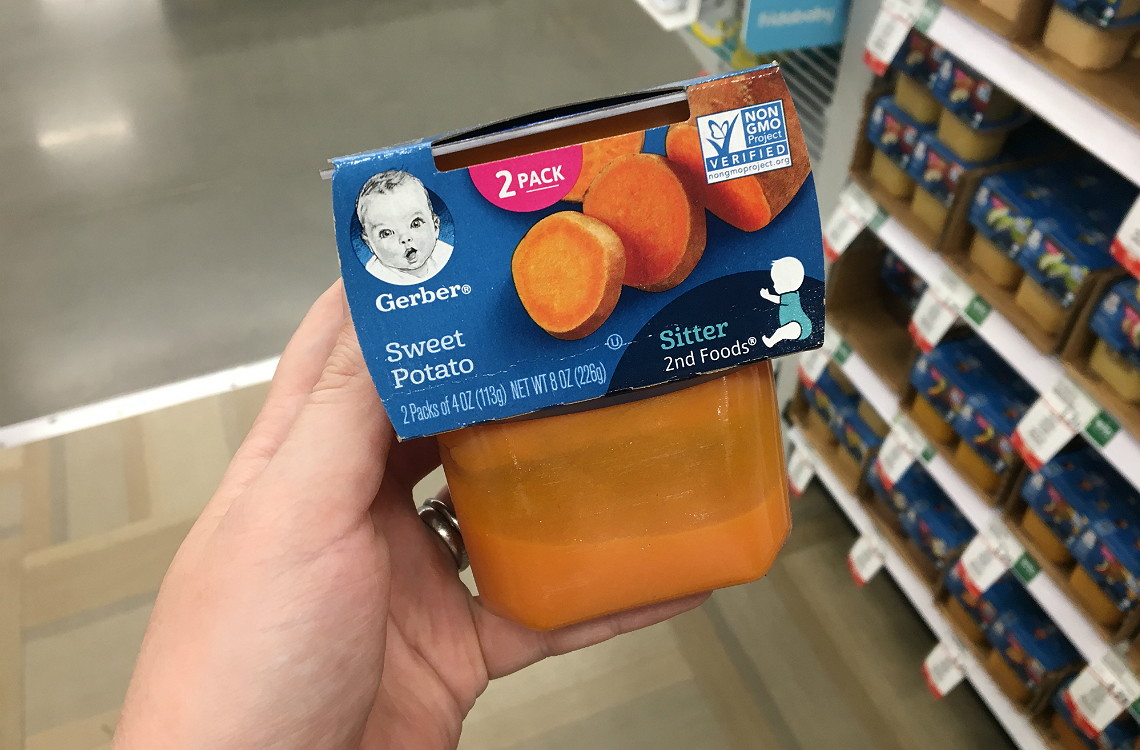 fridababy
2 PACK
NON
GMO
Project
VERIFIED
nongmoproject.org
Gerber®
Sweet
Potato
U
Sitter
2nd Foods®
2 Packs of 4 OZ (113g) NET WT 8 OZ (226g)